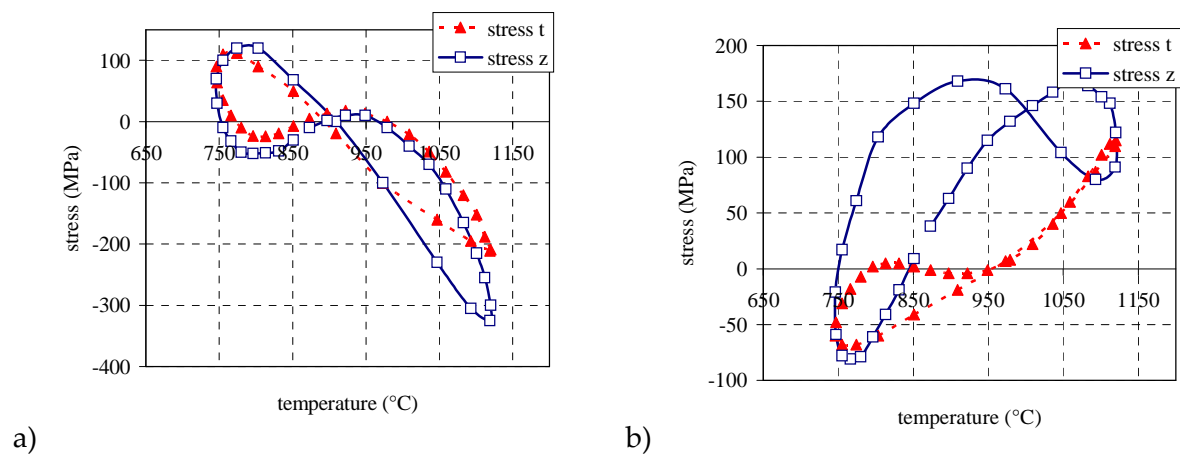 stress t
stress z
100
0
-100
-200
-300
-400
650 750 850 950 1050 1150
stress (MPa)
temperature (°C)
a)
stress t
stress z
200
150
100
50
0
-50
-100
650 750 850 950 1050 1150
stress (MPa)
temperature (°C)
b)